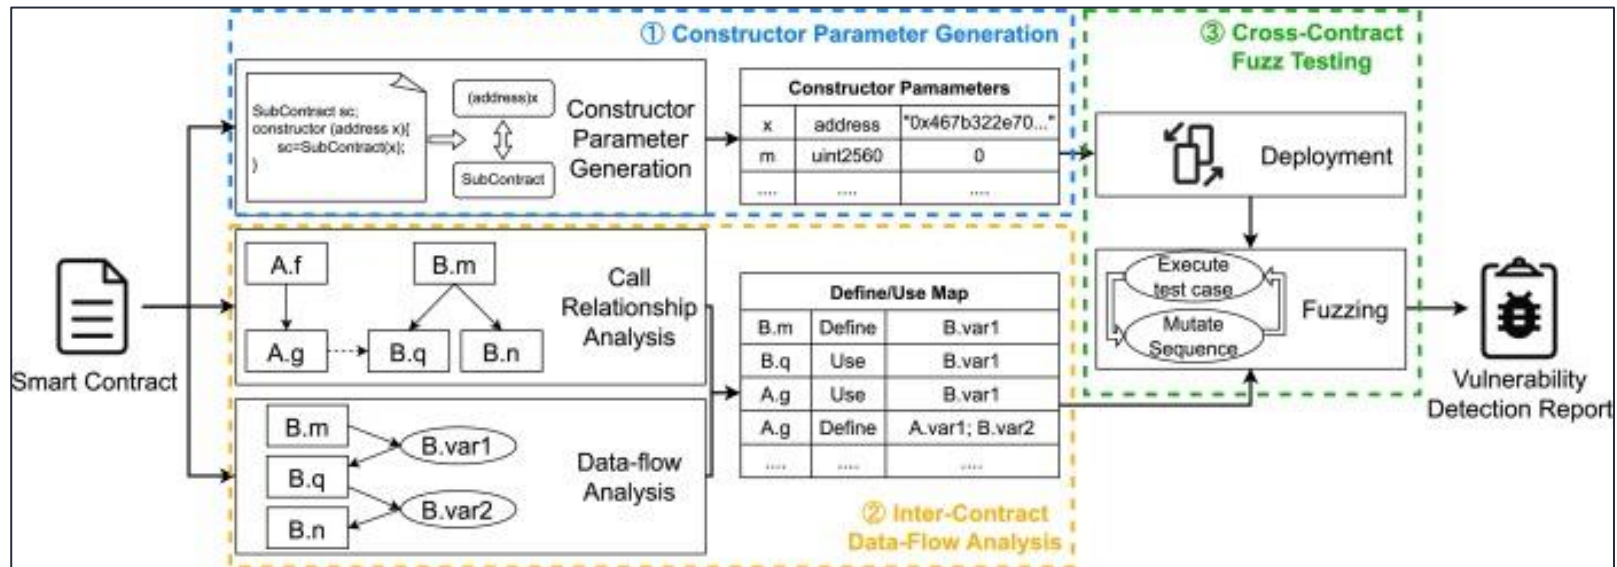 ① Constructor Parameter Generation
③ Cross-Contract
Fuzz Testing
SubContract sc;
constructor (address x){
sc=SubContract(x);
}
(address)x
SubContract
Constructor
Parameter
Generation
Constructor Pamameters
x address "0x467b322e70..."
m uint2560 0
.... .... ....
Deployment
Smart Contract
A.f
B.m
A.g
B.q
B.n
Call
Relationship
Analysis
B.m
B.var1
B.q
B.var2
B.n
Data-flow
Analysis
Define/Use Map
B.m Define B.var1
B.q Use B.var1
A.g Use B.var1
A.g Define A.var1; B.var2
.... .... ....
② Inter-Contract
Data-Flow Analysis
Execute
test case
Mutate
Sequence
Fuzzing
Vulnerability
Detection Report